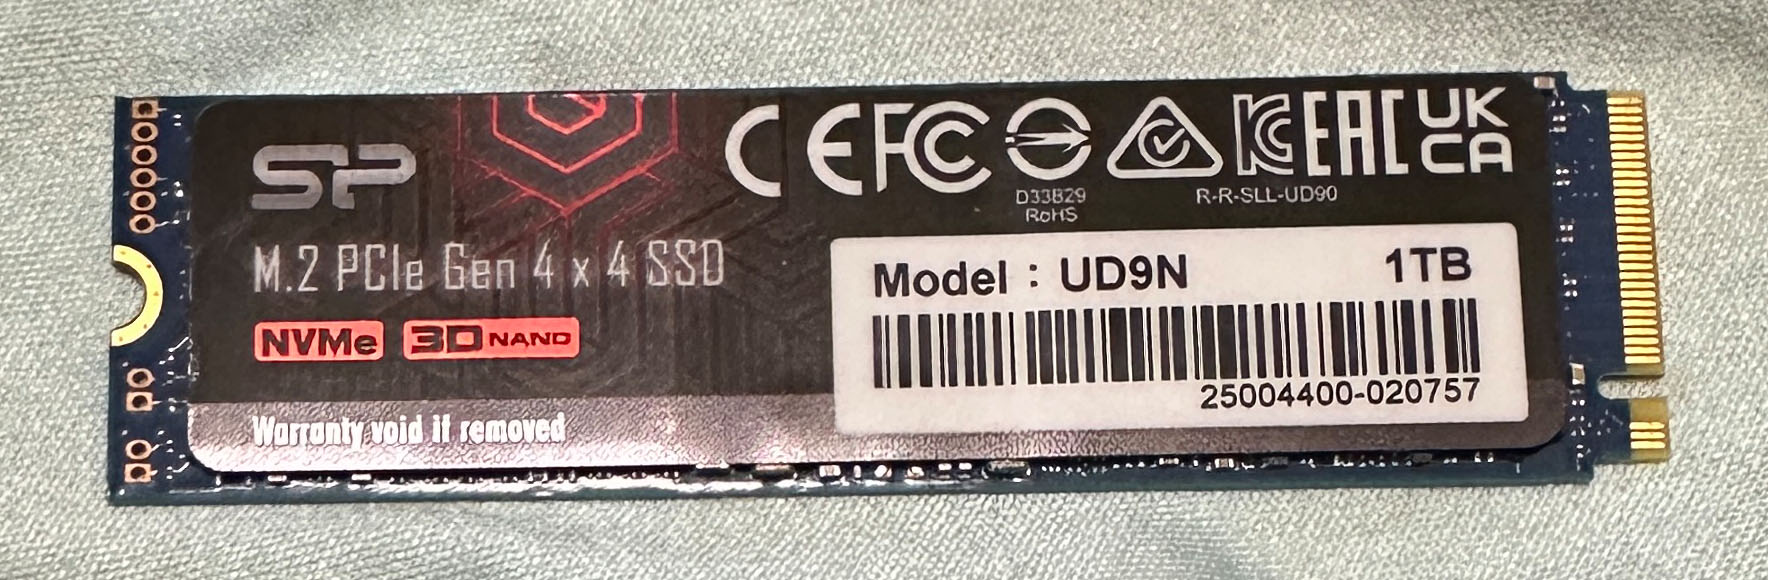 SP
CE FC EAC UK
CA
D33B29
RoHS
R-R-SLL-UD90
M.2 PCIe Gen 4 x 4 SSD
Model : UD9N 1TB
NVMe 3D NAND
25004400-020757
Warranty void if removed